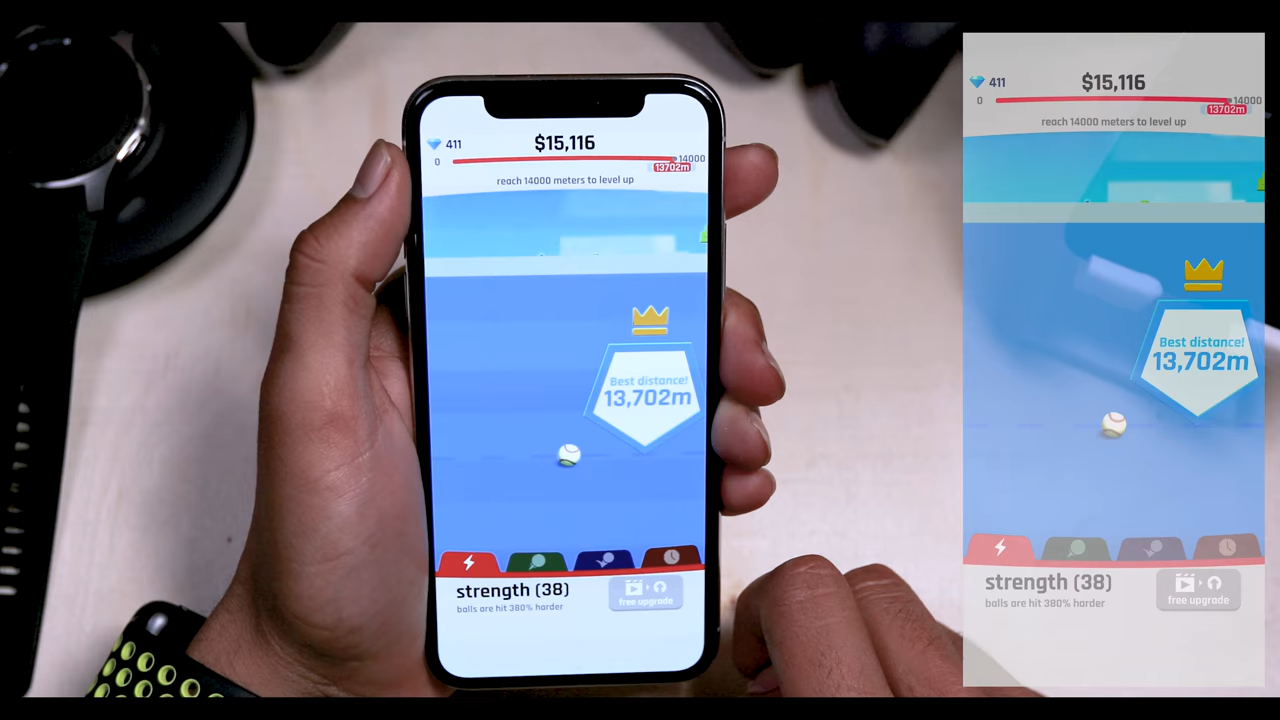 411
$15,116
0
14000
13702m
reach 14000 meters to level up
Best distance!
13,702m
strength (38)
balls are hit 380% harder
free upgrade
411
$15,116
0
14000
13702m
reach 14000 meters to level up
Best distance!
13,702m
strength (38)
balls are hit 380% harder
free upgrade